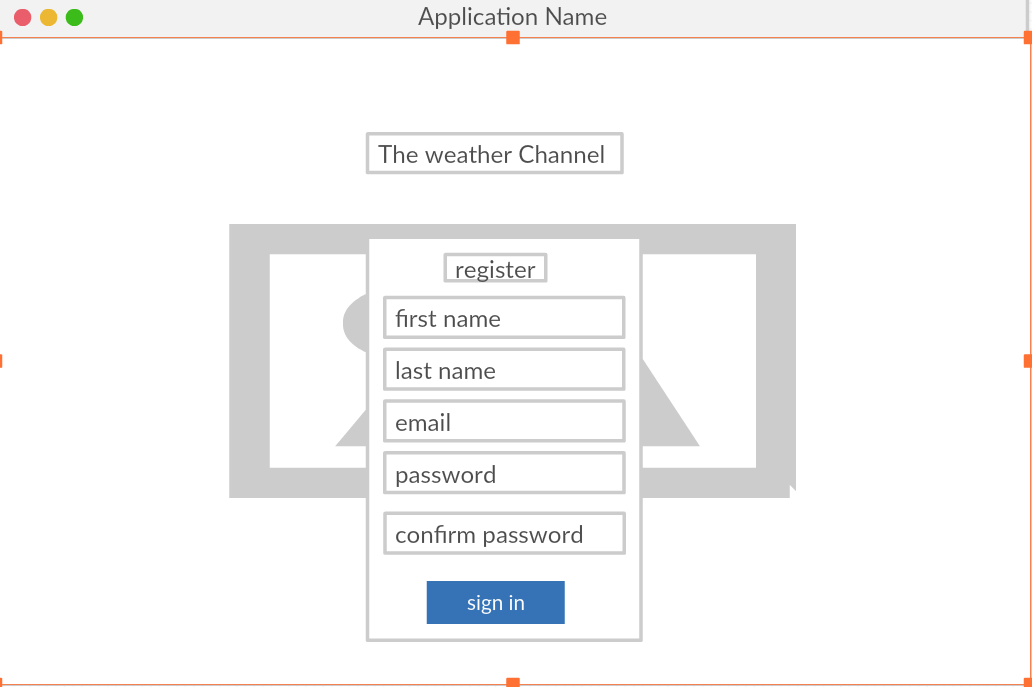 Application Name
The weather Channel
register
first name
last name
email
password
confirm password
sign in